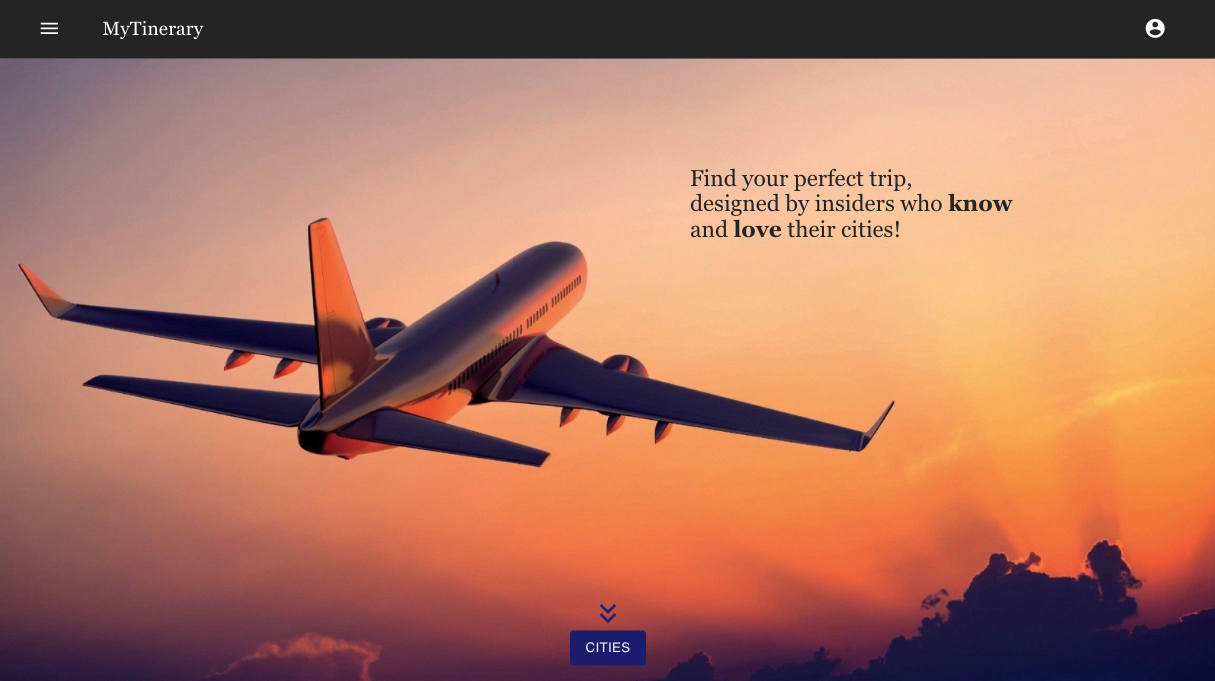 MyTinerary
Find your perfect trip,
designed by insiders who know
and love their cities!
CITIES